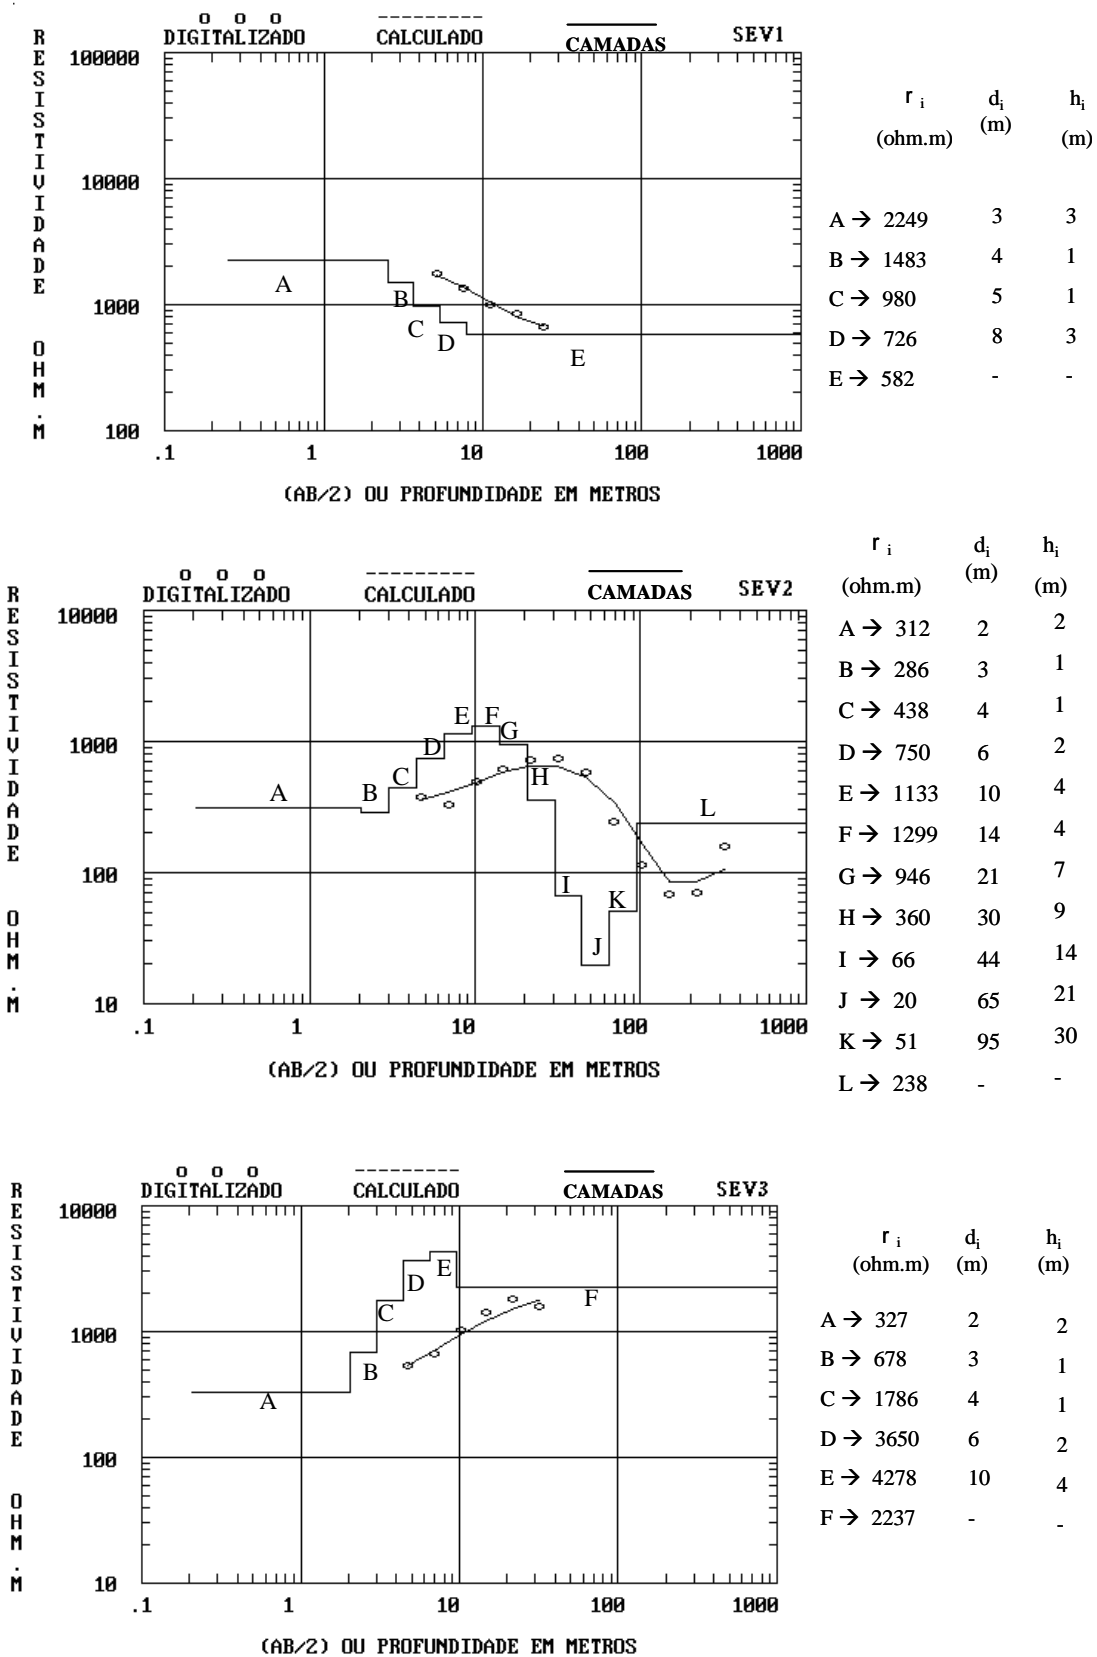 o o o
DIGITALIZADO CALCULADO CAMADAS SEV1
RESISTIVIDADE OHM.M
100000
10000
1000
100
A
B
C
D
E
.1 1 10 100 1000
(AB/2) OU PROFUNDIDADE EM METROS
r i di hi
(ohm.m) (m) (m)
A → 2249 3 3
B → 1483 4 1
C → 980 5 1
D → 726 8 3
E → 582 - -
o o o
DIGITALIZADO CALCULADO CAMADAS SEV2
RESISTIVIDADE OHM.M
10000
1000
100
10
A
B
C
D
E
F
G
H
I
J
K
L
.1 1 10 100 1000
(AB/2) OU PROFUNDIDADE EM METROS
r i di hi
(ohm.m) (m) (m)
A → 312 2 2
B → 286 3 1
C → 438 4 1
D → 750 6 2
E → 1133 10 4
F → 1299 14 4
G → 946 21 7
H → 360 30 9
I → 66 44 14
J → 20 65 21
K → 51 95 30
L → 238 - -
o o o
DIGITALIZADO CALCULADO CAMADAS SEV3
RESISTIVIDADE OHM.M
10000
1000
100
10
A
B
C
D
E
F
.1 1 10 100 1000
(AB/2) OU PROFUNDIDADE EM METROS
r i di hi
(ohm.m) (m) (m)
A → 327 2 2
B → 678 3 1
C → 1786 4 1
D → 3650 6 2
E → 4278 10 4
F → 2237 - -